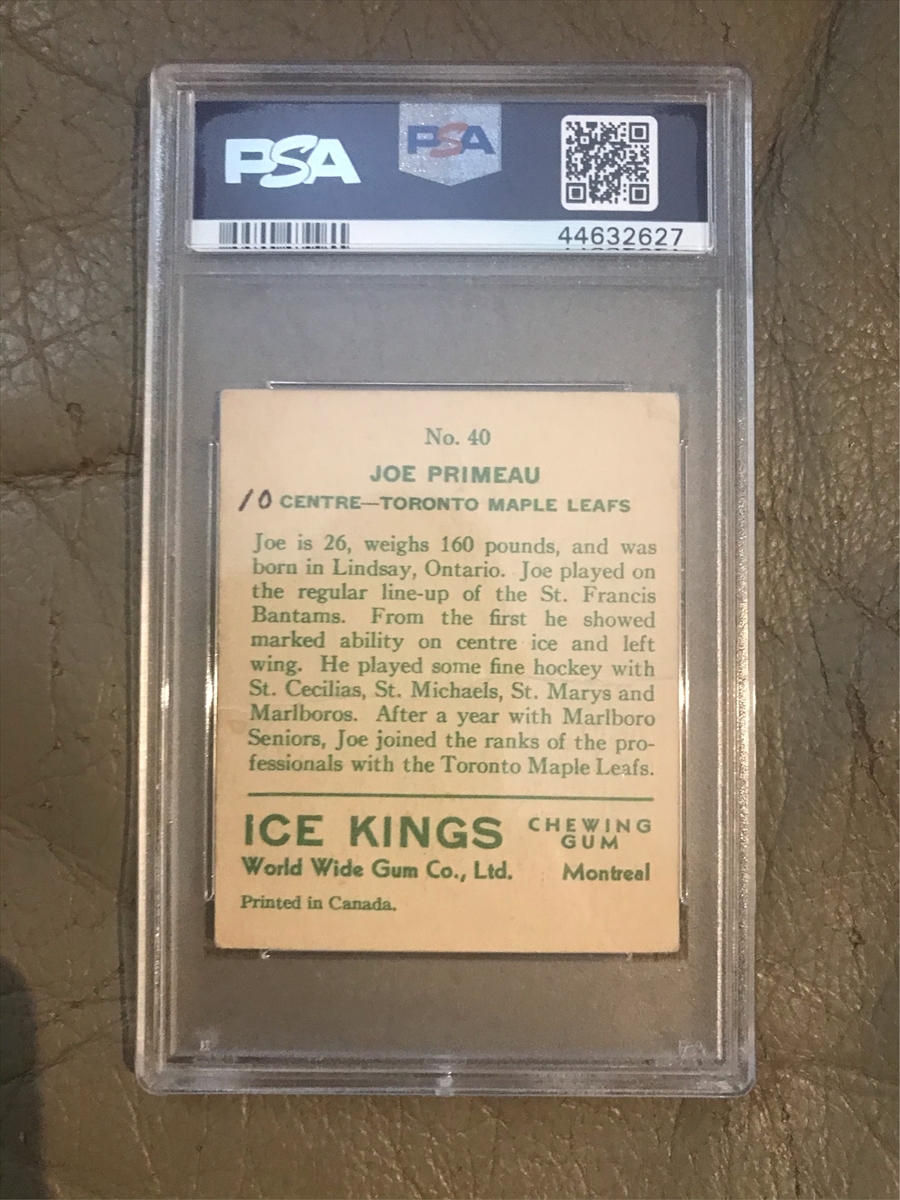 PSA
PSA
44632627
No. 40
JOE PRIMEAU
10 CENTRE—TORONTO MAPLE LEAFS
Joe is 26, weighs 160 pounds, and was
born in Lindsay, Ontario. Joe played on
the regular line-up of the St. Francis
Bantams. From the first he showed
marked ability on centre ice and left
wing. He played some fine hockey with
St. Cecilias, St. Michaels, St. Marys and
Marlboros. After a year with Marlboro
Seniors, Joe joined the ranks of the pro-
fessionals with the Toronto Maple Leafs.
ICE KINGS CHEWING GUM
World Wide Gum Co., Ltd. Montreal
Printed in Canada.